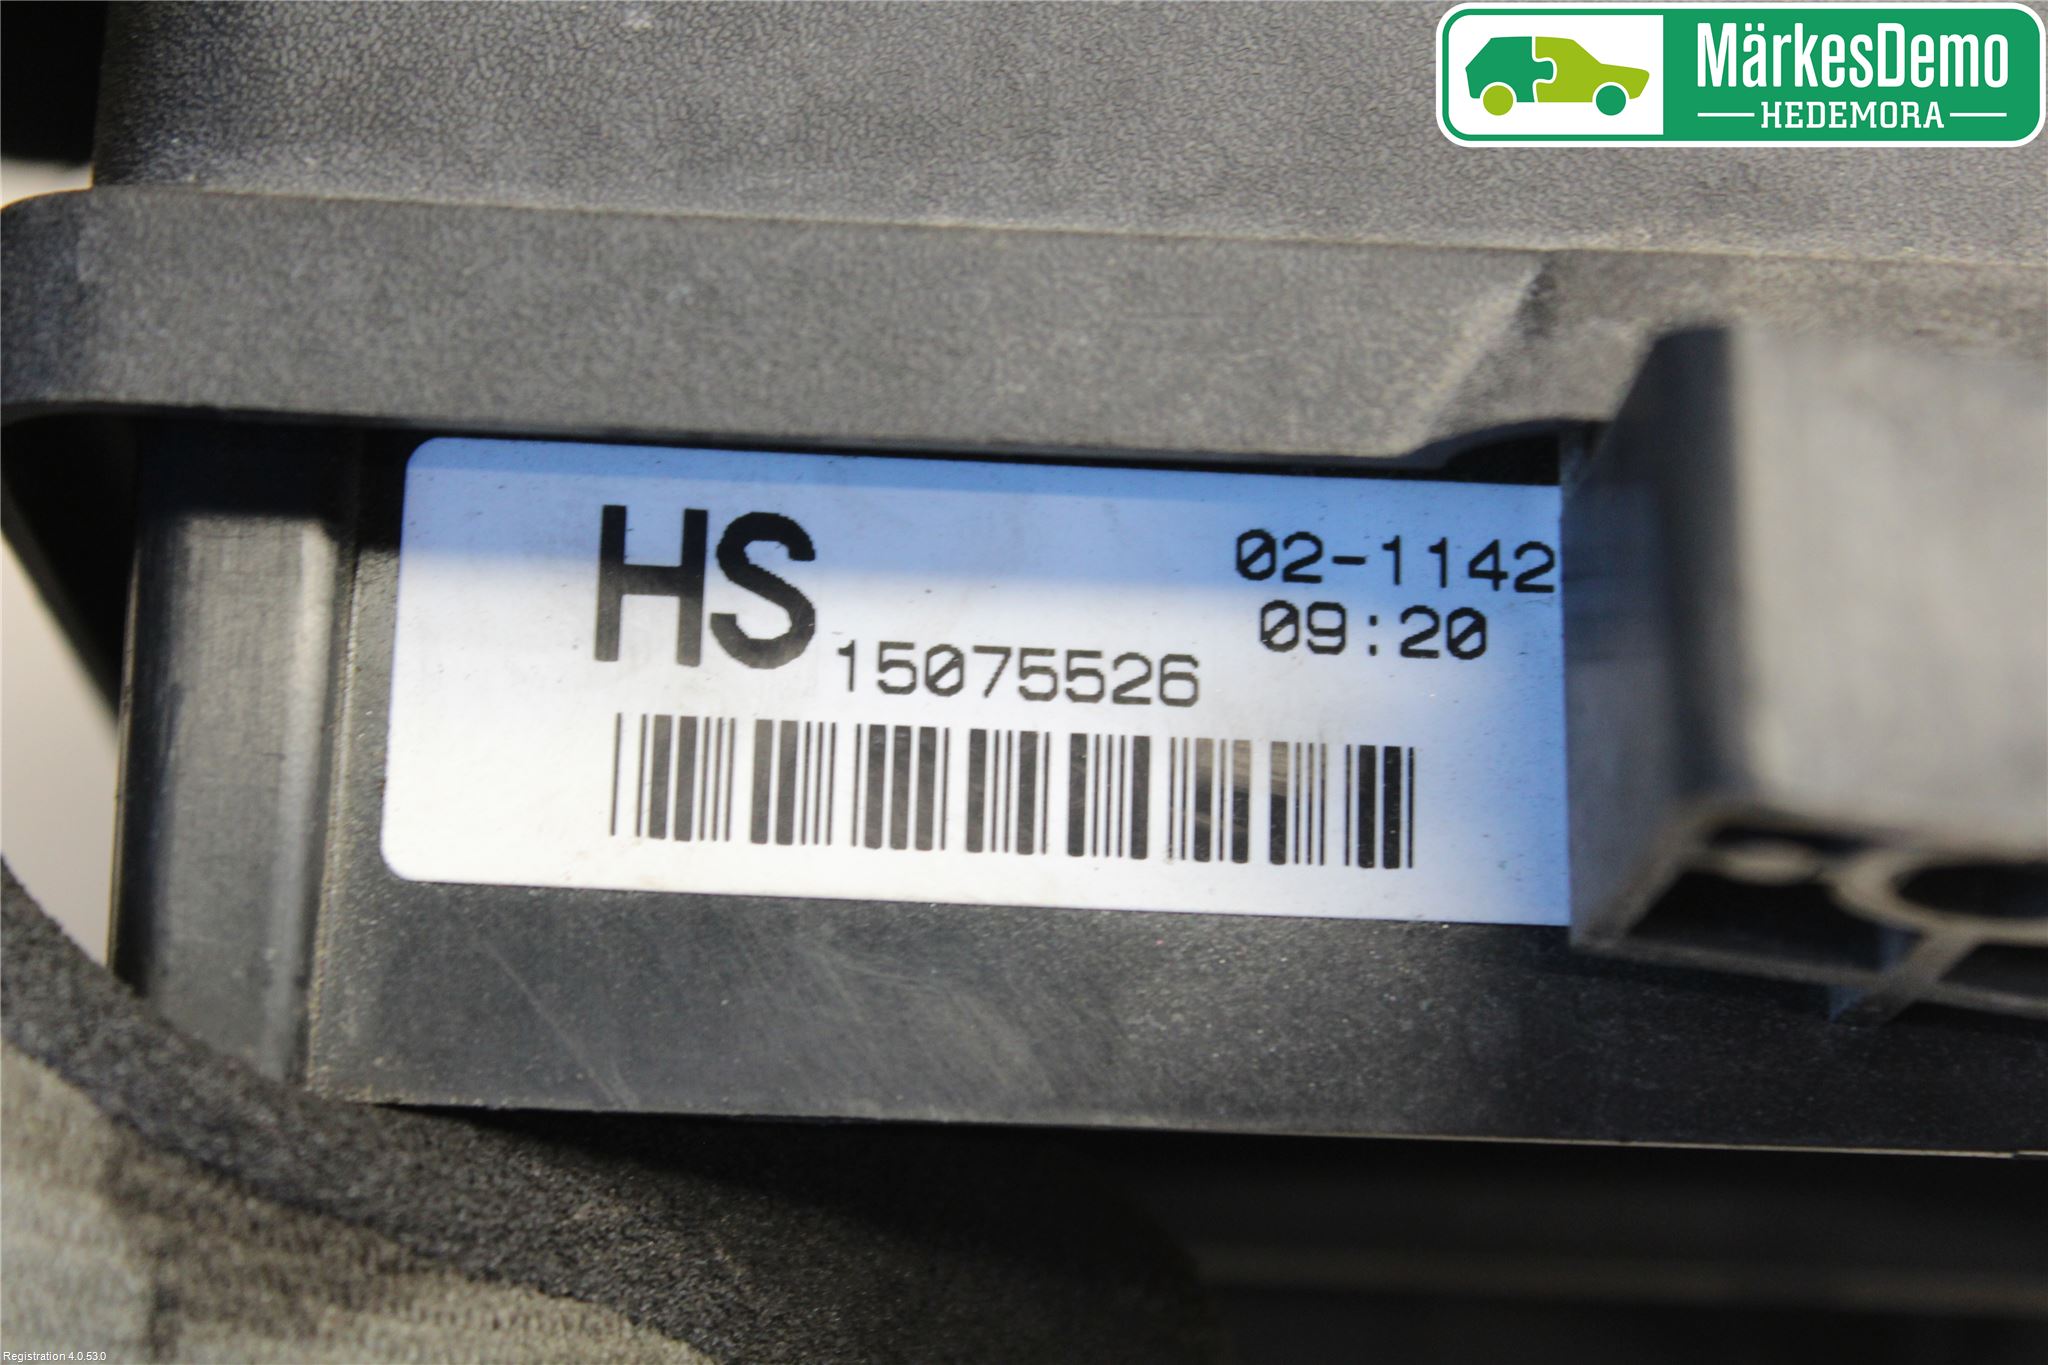 MärkesDemo
HEDEMORA
HS 15075526
02-1142
09:20
Registration 4.0.53.0